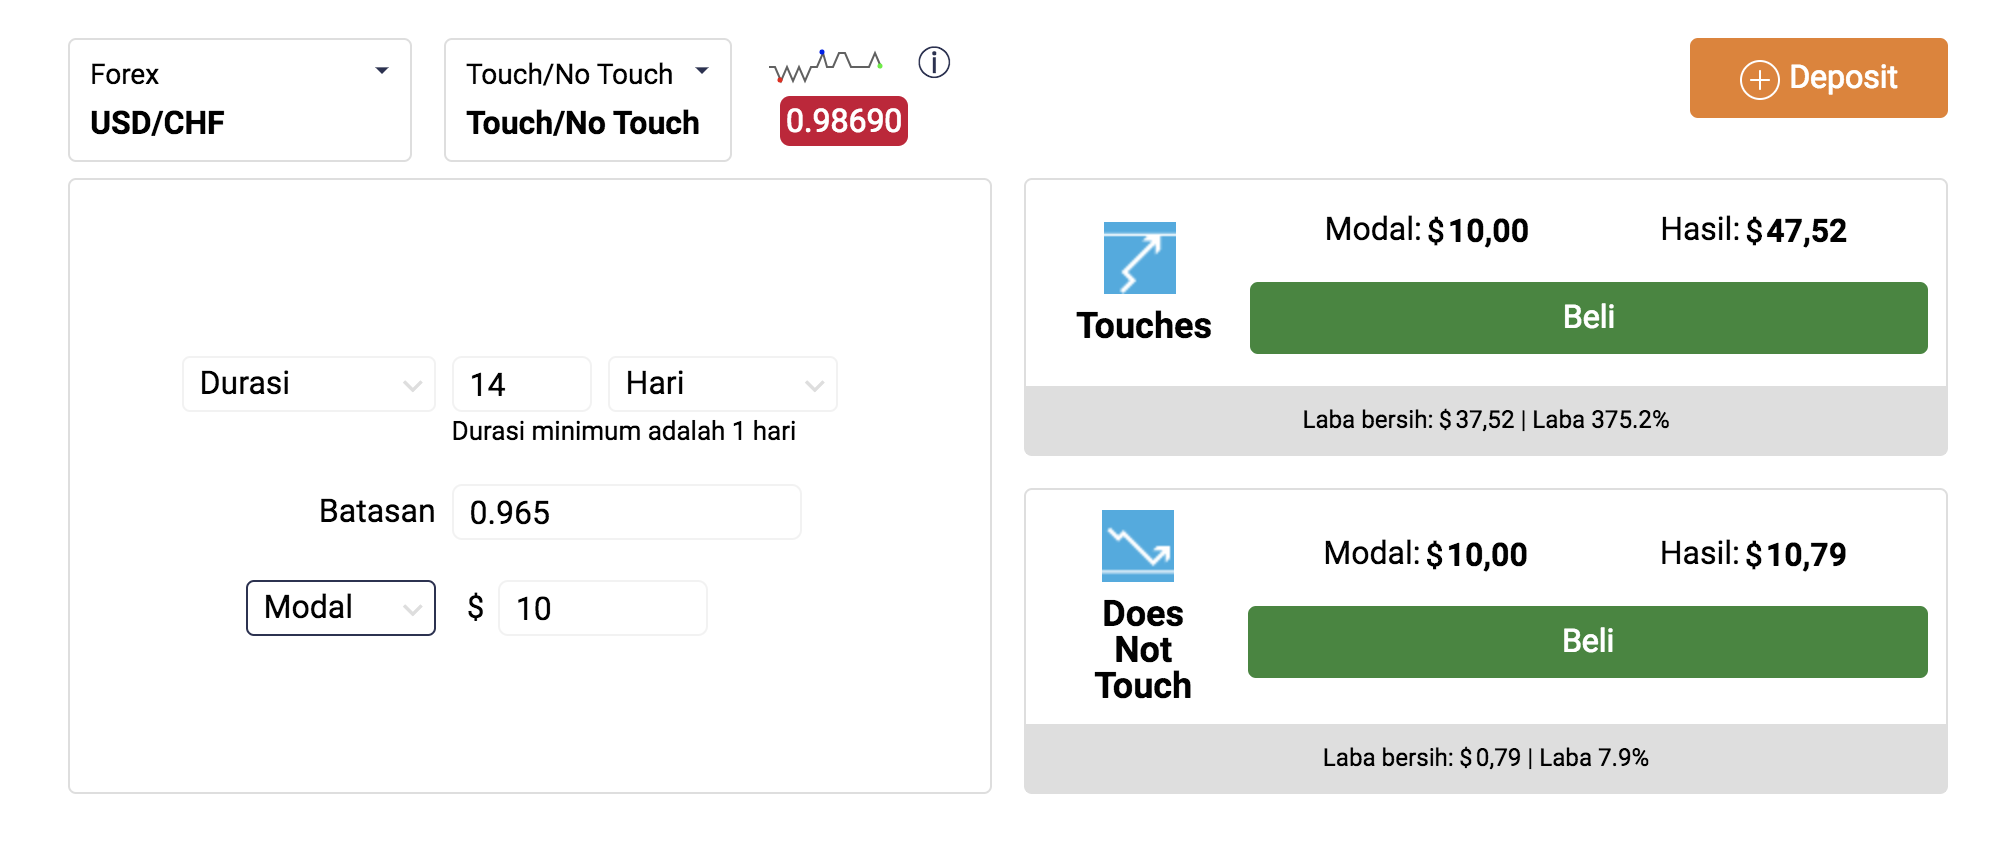 Forex
USD/CHF
Touch/No Touch
Touch/No Touch
0.98690
Deposit
Durasi
14
Hari
Durasi minimum adalah 1 hari
Batasan
0.965
Modal
$
10
Modal: $10,00
Hasil: $47,52
Touches
Beli
Laba bersih: $37,52 | Laba 375.2%
Modal: $10,00
Hasil: $10,79
Does
Not
Touch
Beli
Laba bersih: $0,79 | Laba 7.9%